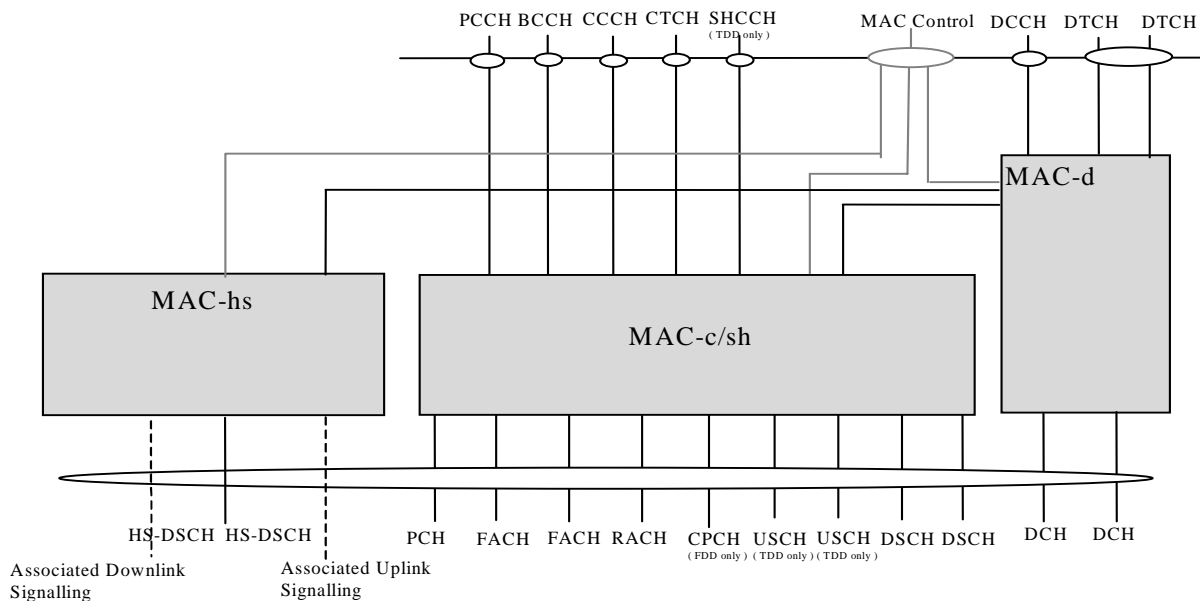 PCCH BCCH CCCH CTCH SHCCH MAC Control DCCH DTCH DTCH
( TDD only )
MAC-d
MAC-hs
MAC-c/sh
HS-DSCH HS-DSCH PCH FACH FACH RACH CPCH USCH USCH DSCH DSCH DCH DCH
( FDD only ) ( TDD only ) ( TDD only )
Associated Downlink
Signalling
Associated Uplink
Signalling